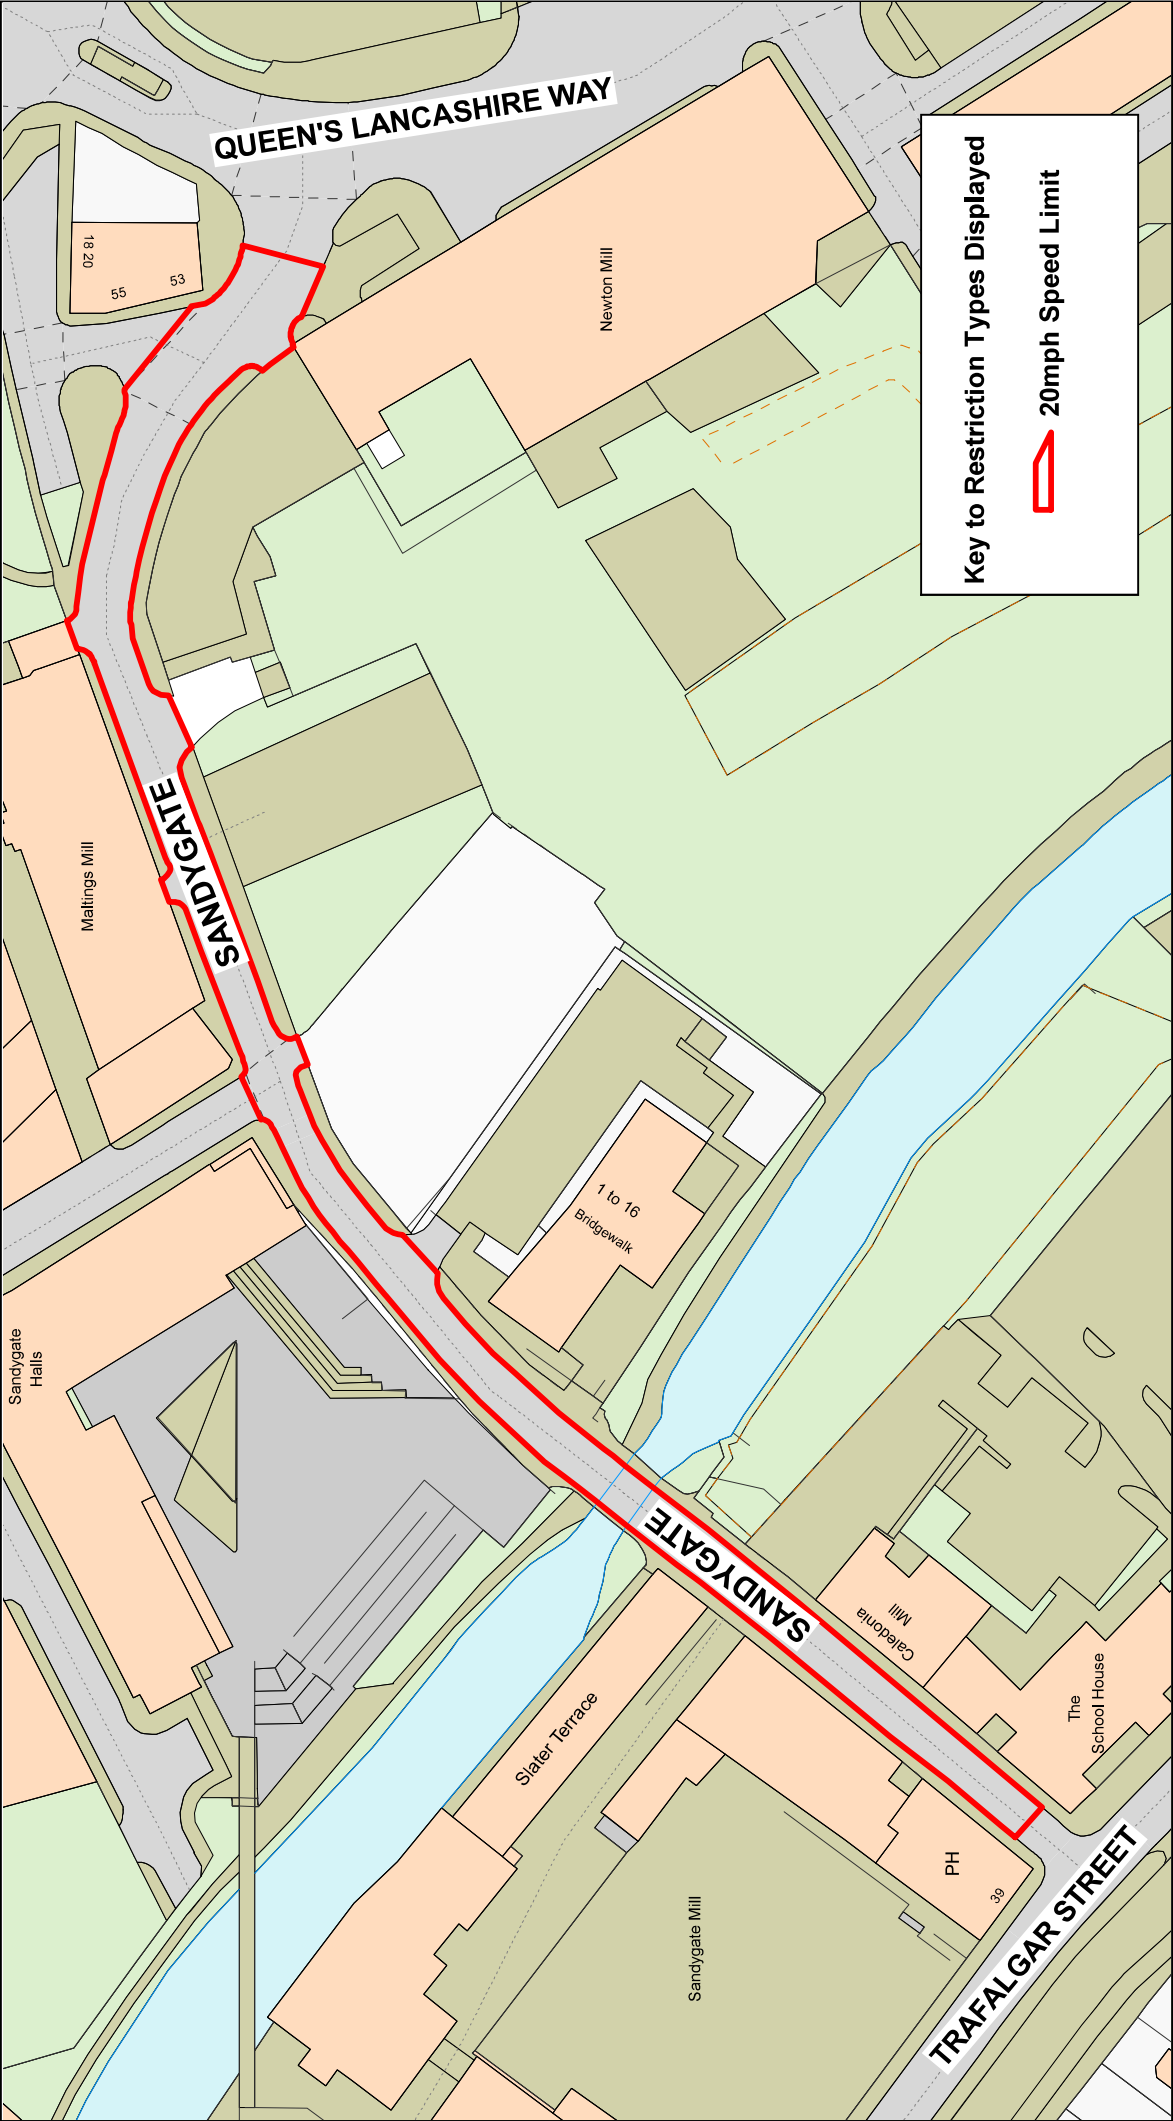 QUEEN'S LANCASHIRE WAY
18 20
55
53
Newton Mill
Key to Restriction Types Displayed
20mph Speed Limit
SANDYGATE
Maltings Mill
1 to 16
Bridgewalk
Sandygate
Halls
SANDYGATE
Caledonia
Mill
The
School House
Slater Terrace
PH
39
Sandygate Mill
TRAFALGAR STREET